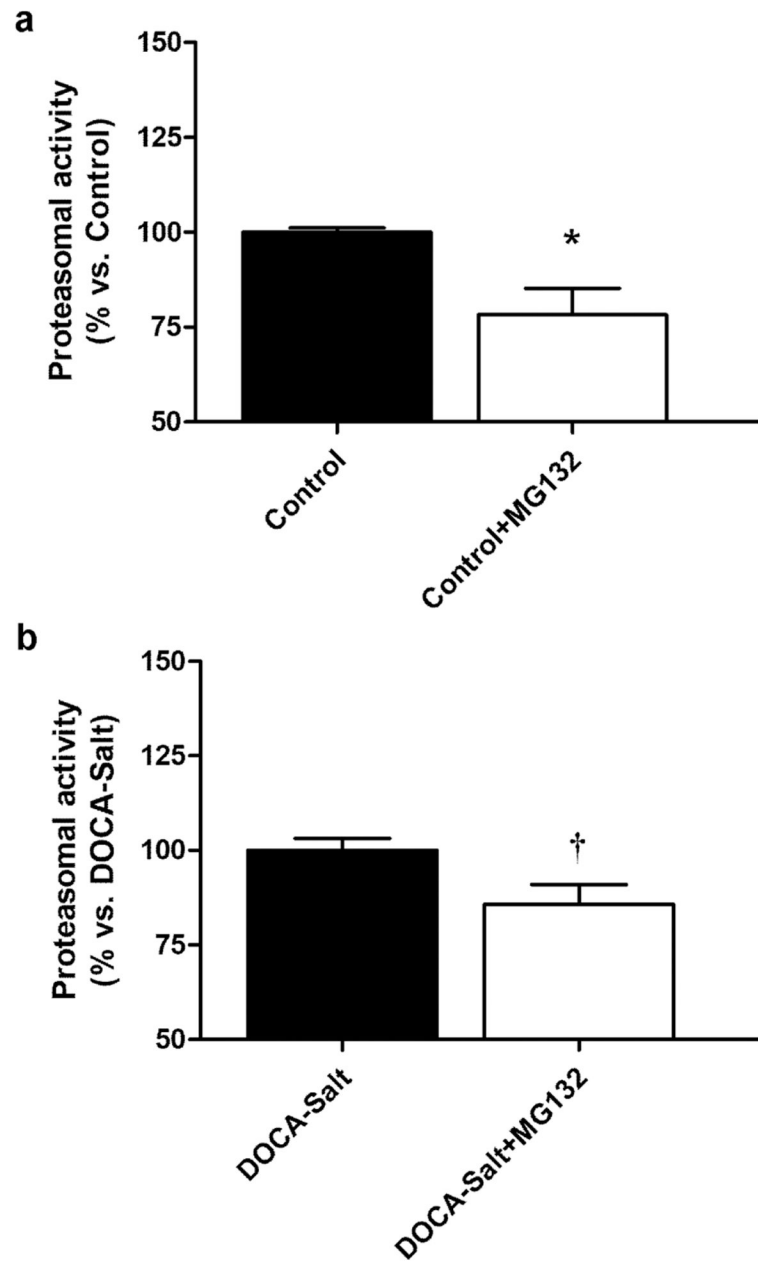 a
Proteasomal activity
(% vs. Control)
150
125
100
75
50
*
Control
Control+MG132
b
Proteasomal activity
(% vs. DOCA-Salt)
150
125
100
75
50
†
DOCA-Salt
DOCA-Salt+MG132